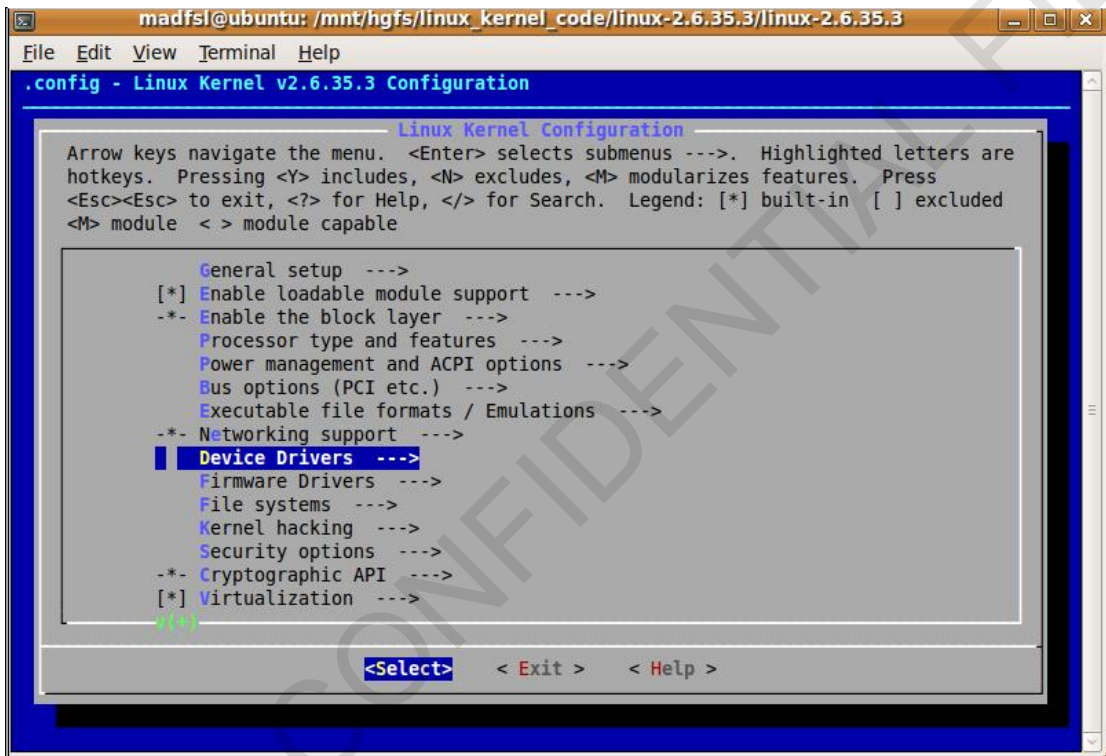 madfsl@ubuntu: /mnt/hgfs/linux_kernel_code/linux-2.6.35.3/linux-2.6.35.3
File Edit View Terminal Help
.config - Linux Kernel v2.6.35.3 Configuration
Linux Kernel Configuration
Arrow keys navigate the menu. <Enter> selects submenus --->. Highlighted letters are
hotkeys. Pressing <Y> includes, <N> excludes, <M> modularizes features. Press
<Esc><Esc> to exit, <?> for Help, </> for Search. Legend: [*] built-in [ ] excluded
<M> module < > module capable
General setup --->
[*] Enable loadable module support --->
-*- Enable the block layer --->
Processor type and features --->
Power management and ACPI options --->
Bus options (PCI etc.) --->
Executable file formats / Emulations --->
-*- Networking support --->
Device Drivers --->
Firmware Drivers --->
File systems --->
Kernel hacking --->
Security options --->
-*- Cryptographic API --->
[*] Virtualization --->
v(+)
<Select> < Exit > < Help >
CONFIDENTIAL